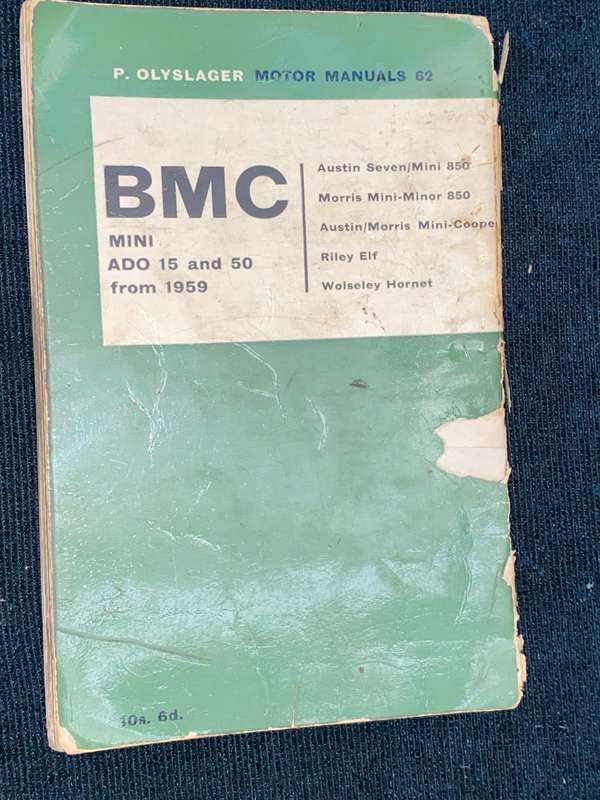 P. OLYSLAGER MOTOR MANUALS 62
BMC
MINI
ADO 15 and 50
from 1959
Austin Seven/Mini 850
Morris Mini-Minor 850
Austin/Morris Mini-Coope
Riley Elf
Wolseley Hornet
10s. 6d.